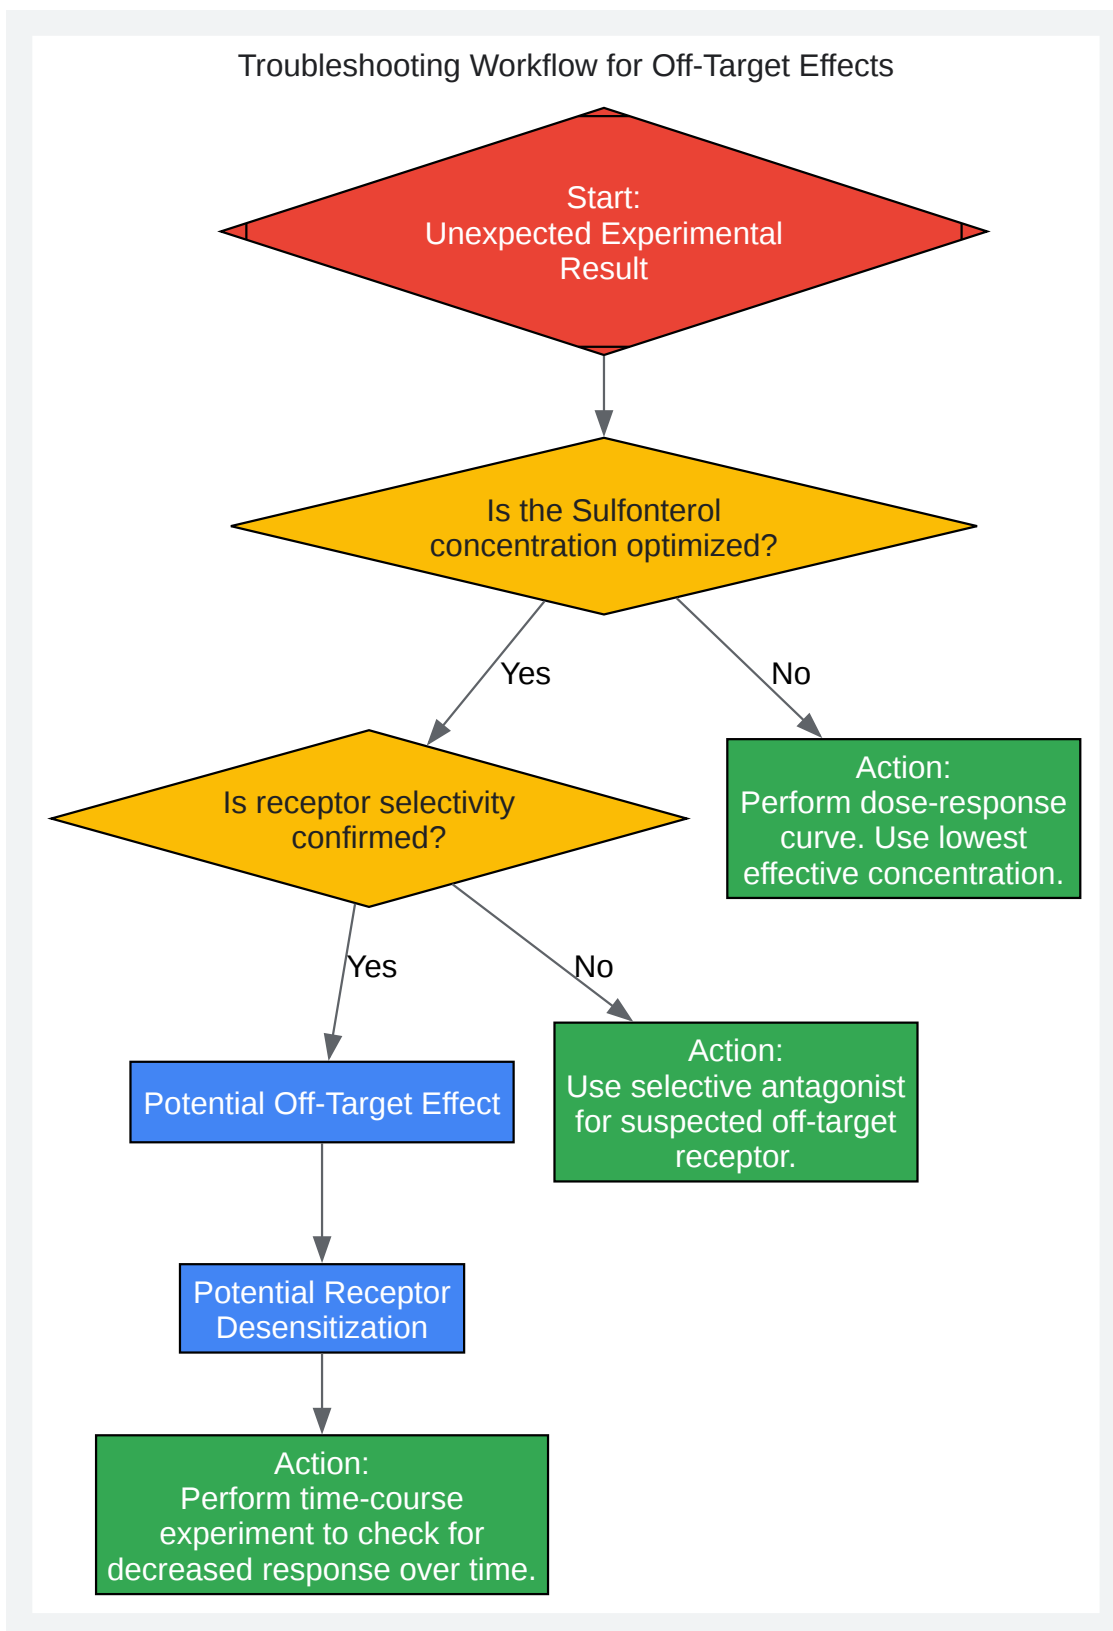 Troubleshooting Workflow for Off-Target Effects
Start:
Unexpected Experimental
Result
Is the Sulfonterol
concentration optimized?
Yes
No
Is receptor selectivity
confirmed?
Action:
Perform dose-response
curve. Use lowest
effective concentration.
Yes
No
Potential Off-Target Effect
Action:
Use selective antagonist
for suspected off-target
receptor.
Potential Receptor
Desensitization
Action:
Perform time-course
experiment to check for
decreased response over time.